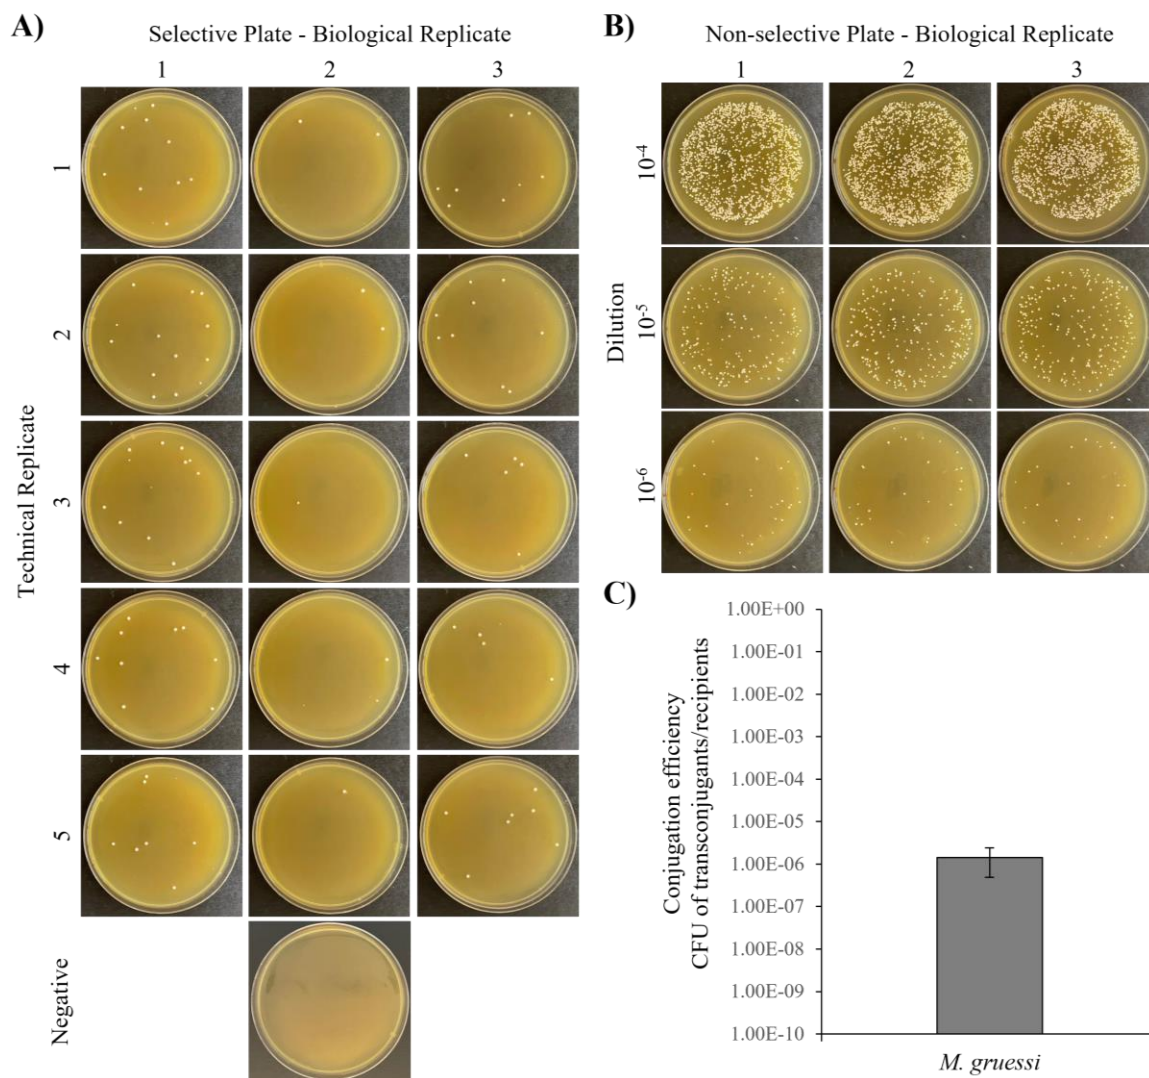 A)
Selective Plate - Biological Replicate
1 2 3
Technical Replicate
1
2
3
4
5
Negative
B)
Non-selective Plate - Biological Replicate
1 2 3
Dilution
10-4
10-5
10-6
C)
Conjugation efficiency
CFU of transconjugants/recipients
1.00E+00
1.00E-01
1.00E-02
1.00E-03
1.00E-04
1.00E-05
1.00E-06
1.00E-07
1.00E-08
1.00E-09
1.00E-10
M. gruessi